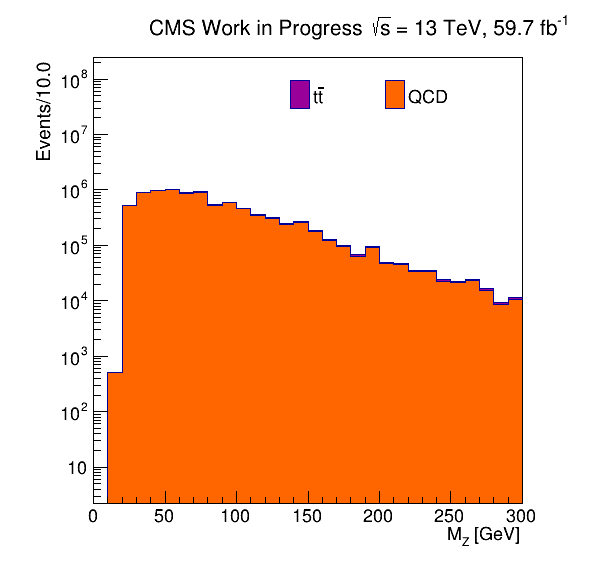 CMS Work in Progress √s = 13 TeV, 59.7 fb⁻¹
Events/10.0
tt̄
QCD
10⁸
10⁷
10⁶
10⁵
10⁴
10³
10²
10
0 50 100 150 200 250 300
M_Z [GeV]